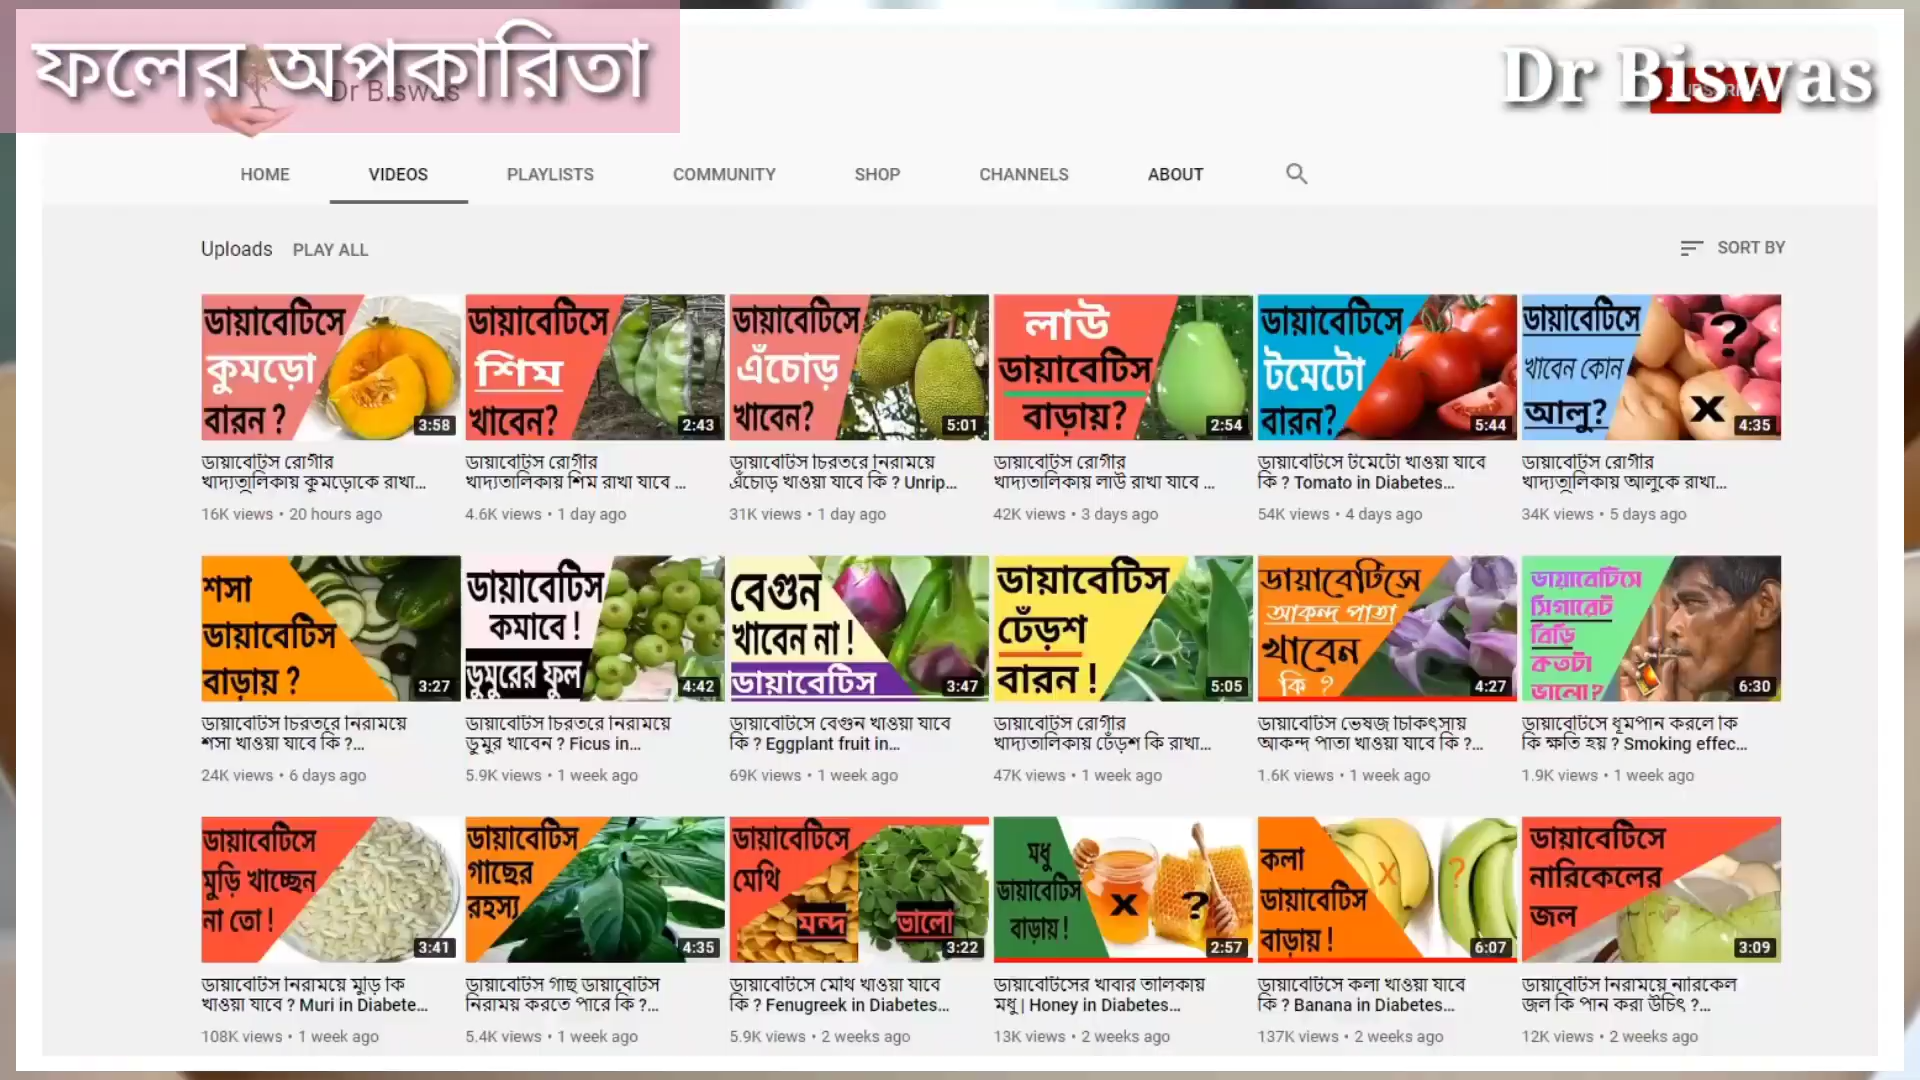 ফলের অপকারিতা
Dr Biswas
Dr Biswas
HOME VIDEOS PLAYLISTS COMMUNITY SHOP CHANNELS ABOUT
Uploads PLAY ALL SORT BY
ডায়াবেটিসে
কুমড়ো
বারন ?
3:58
ডায়াবেটিস রোগীর
খাদ্যতালিকায় কুমড়োকে রাখা...
16K views • 20 hours ago
ডায়াবেটিসে
শিম
খাবেন?
2:43
ডায়াবেটিস রোগীর
খাদ্যতালিকায় শিম রাখা যাবে ...
4.6K views • 1 day ago
ডায়াবেটিসে
এঁচোড়
খাবেন?
5:01
ডায়াবেটিস চিরতরে নিরাময়ে
এঁচোড় খাওয়া যাবে কি ? Unrip...
31K views • 1 day ago
লাউ
ডায়াবেটিস
বাড়ায়?
2:54
ডায়াবেটিস রোগীর
খাদ্যতালিকায় লাউ রাখা যাবে ...
42K views • 3 days ago
ডায়াবেটিসে
টমেটো
বারন?
5:44
ডায়াবেটিসে টমেটো খাওয়া যাবে
কি ? Tomato in Diabetes...
54K views • 4 days ago
ডায়াবেটিসে
খাবেন কোন
আলু?
?
X
4:35
ডায়াবেটিস রোগীর
খাদ্যতালিকায় আলুকে রাখা...
34K views • 5 days ago
শসা
ডায়াবেটিস
বাড়ায় ?
3:27
ডায়াবেটিস চিরতরে নিরাময়ে
শসা খাওয়া যাবে কি ?...
24K views • 6 days ago
ডায়াবেটিস
কমাবে !
ডুমুরের ফুল
4:42
ডায়াবেটিস চিরতরে নিরাময়ে
ডুমুর খাবেন ? Ficus in...
5.9K views • 1 week ago
বেগুন
খাবেন না !
ডায়াবেটিস
3:47
ডায়াবেটিসে বেগুন খাওয়া যাবে
কি ? Eggplant fruit in...
69K views • 1 week ago
ডায়াবেটিস
ঢেঁড়শ
বারন !
5:05
ডায়াবেটিস রোগীর
খাদ্যতালিকায় ঢেঁড়শ কি রাখা...
47K views • 1 week ago
ডায়াবেটিসে
আকন্দ পাতা
খাবেন
কি ?
4:27
ডায়াবেটিস ভেষজ চিকিৎসায়
আকন্দ পাতা খাওয়া যাবে কি ?...
1.6K views • 1 week ago
ডায়াবেটিসে
সিগারেট
বিড়ি
কতটা
ভালো?
6:30
ডায়াবেটিসে ধূমপান করলে কি
কি ক্ষতি হয় ? Smoking effec...
1.9K views • 1 week ago
ডায়াবেটিসে
মুড়ি খাচ্ছেন
না তো !
3:41
ডায়াবেটিস নিরাময়ে মুড়ি কি
খাওয়া যাবে ? Muri in Diabete...
108K views • 1 week ago
ডায়াবেটিস
গাছের
রহস্য
4:35
ডায়াবেটিস গাছ ডায়াবেটিস
নিরাময় করতে পারে কি ?...
5.4K views • 1 week ago
ডায়াবেটিসে
মেথি
মন্দ ভালো
3:22
ডায়াবেটিসে মেথি খাওয়া যাবে
কি ? Fenugreek in Diabetes...
5.9K views • 2 weeks ago
মধু
ডায়াবেটিস
বাড়ায় !
X ?
2:57
ডায়াবেটিসের খাবার তালিকায়
মধু | Honey in Diabetes...
13K views • 2 weeks ago
কলা
ডায়াবেটিস
বাড়ায় !
X ?
6:07
ডায়াবেটিসে কলা খাওয়া যাবে
কি ? Banana in Diabetes...
137K views • 2 weeks ago
ডায়াবেটিসে
নারিকেলের
জল
3:09
ডায়াবেটিস নিরাময়ে নারিকেল
জল কি পান করা উচিৎ ?...
12K views • 2 weeks ago